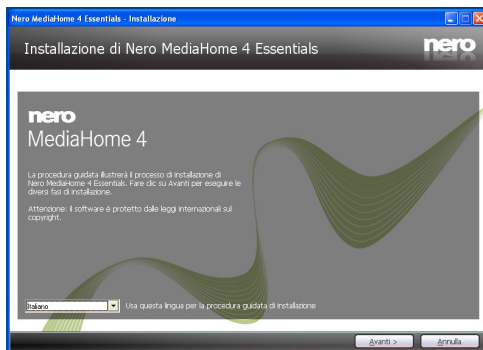 Nero MediaHome 4 Essentials - Installazione
Installazione di Nero MediaHome 4 Essentials
nero
nero
MediaHome 4
La procedura guidata illustrerà il processo di installazione di
Nero MediaHome 4 Essentials. Fare clic su Avanti per eseguire le
diversi fasi di installazione.
Attenzione: il software è protetto dalle leggi internazionali sul
copyright.
Italiano
Usa questa lingua per la procedura guidata di installazione
Avanti >
Annulla